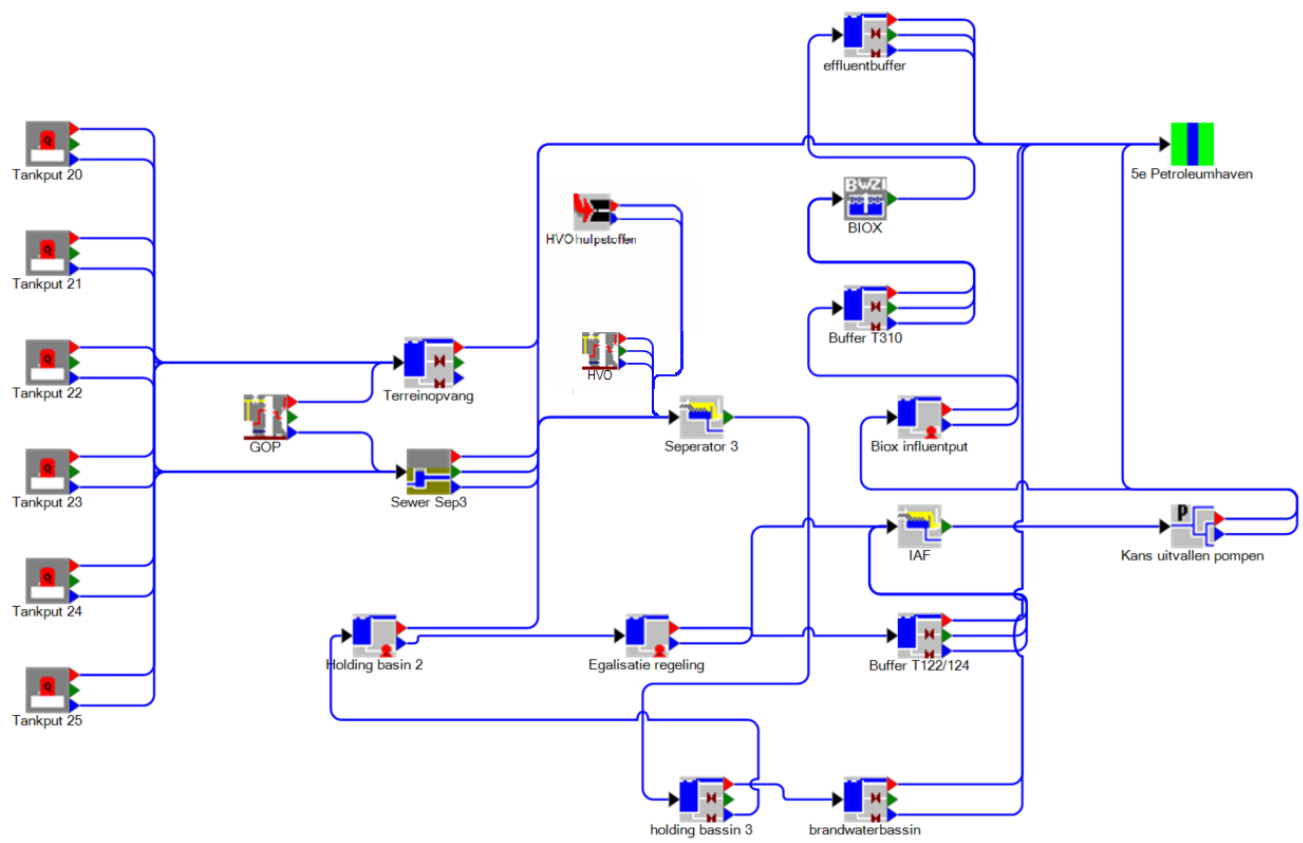 effluentbuffer
Tankput 20
5e Petroleumhaven
BWZI
BIOX
HVOhulpstoffen
Tankput 21
Buffer T310
HVO
Tankput 22
Terreinopvang
GOP
Seperator 3
Biox influentput
Tankput 23
Sewer Sep3
P
IAF
Kans uitvallen pompen
Tankput 24
Holding basin 2
Egalisatie regeling
Buffer T122/124
Tankput 25
holding bassin 3
brandwaterbassin